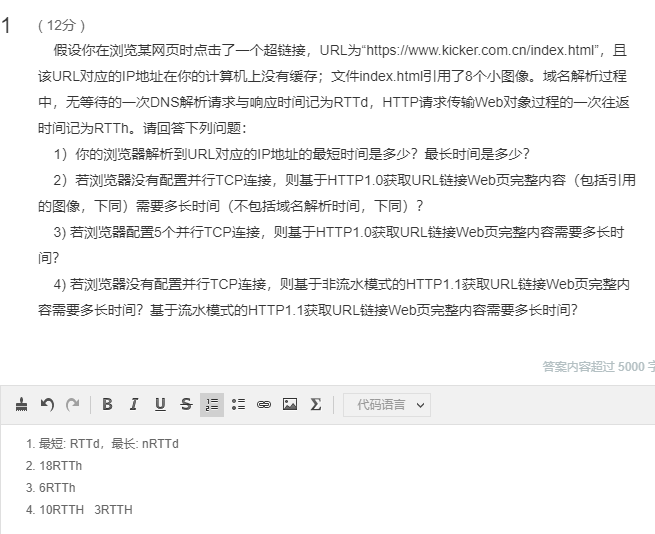 1 ( 12分 )
假设你在浏览某网页时点击了一个超链接，URL为“https://www.kicker.com.cn/index.html”，且
该URL对应的IP地址在你的计算机上没有缓存；文件index.html引用了8个小图像。域名解析过程
中，无等待的一次DNS解析请求与响应时间记为RTTd，HTTP请求传输Web对象过程的一次往返
时间记为RTTh。请回答下列问题：
1）你的浏览器解析到URL对应的IP地址的最短时间是多少？最长时间是多少？
2）若浏览器没有配置并行TCP连接，则基于HTTP1.0获取URL链接Web页完整内容（包括引用
的图像，下同）需要多长时间（不包括域名解析时间，下同）？
3) 若浏览器配置5个并行TCP连接，则基于HTTP1.0获取URL链接Web页完整内容需要多长时
间？
4) 若浏览器没有配置并行TCP连接，则基于非流水模式的HTTP1.1获取URL链接Web页完整内
容需要多长时间？基于流水模式的HTTP1.1获取URL链接Web页完整内容需要多长时间？
答案内容超过 5000 字
B I U S Σ 代码语言
1. 最短: RTTd，最长: nRTTd
2. 18RTTh
3. 6RTTh
4. 10RTTH 3RTTH